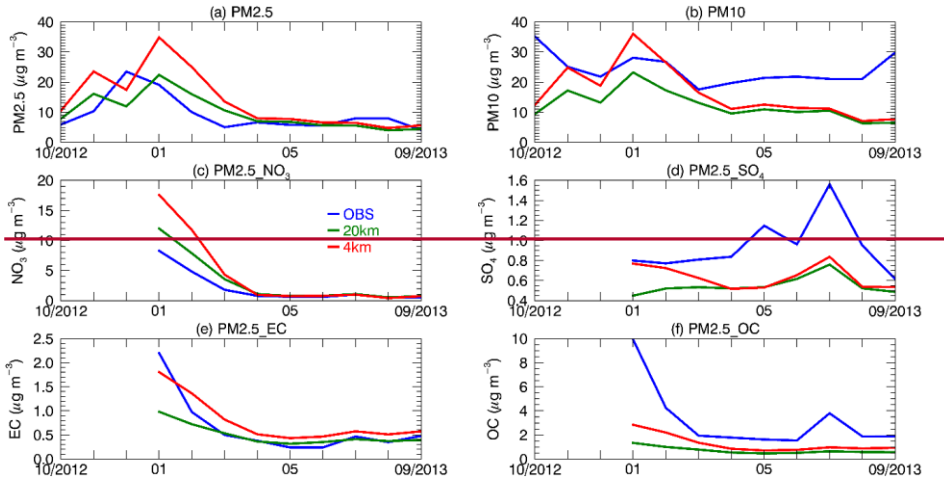 (a) PM2.5
PM2.5 (μg m⁻³)
40
30
20
10
0
10/2012 01 05 09/2013
(b) PM10
PM10 (μg m⁻³)
40
30
20
10
0
10/2012 01 05 09/2013
(c) PM2.5_NO₃
NO₃ (μg m⁻³)
20
15
10
5
0
OBS
20km
4km
10/2012 01 05 09/2013
(d) PM2.5_SO₄
SO₄ (μg m⁻³)
1.6
1.4
1.2
1.0
0.8
0.6
0.4
10/2012 01 05 09/2013
(e) PM2.5_EC
EC (μg m⁻³)
2.5
2.0
1.5
1.0
0.5
0.0
10/2012 01 05 09/2013
(f) PM2.5_OC
OC (μg m⁻³)
10
8
6
4
2
0
10/2012 01 05 09/2013